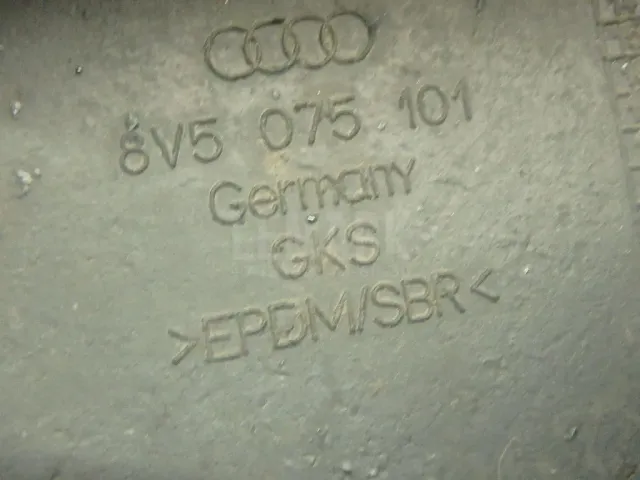 8V5 075 101
Germany
GKS
>EPDM/SBR<